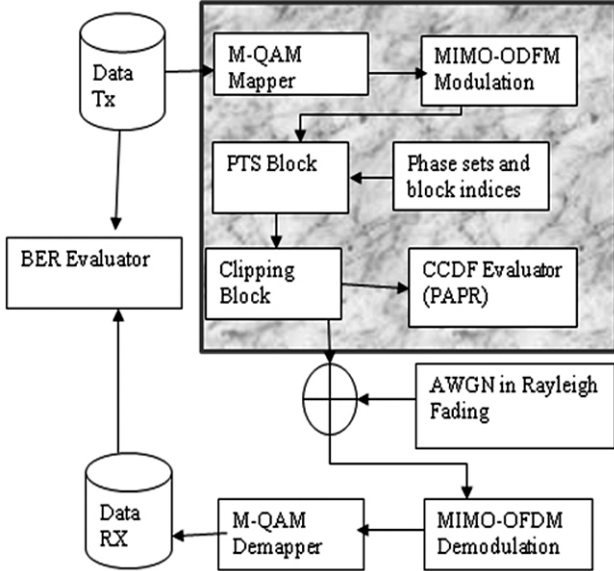 Data
Tx
M-QAM
Mapper
MIMO-ODFM
Modulation
PTS Block
Phase sets and
block indices
BER Evaluator
Clipping
Block
CCDF Evaluator
(PAPR)
AWGN in Rayleigh
Fading
Data
RX
M-QAM
Demapper
MIMO-OFDM
Demodulation